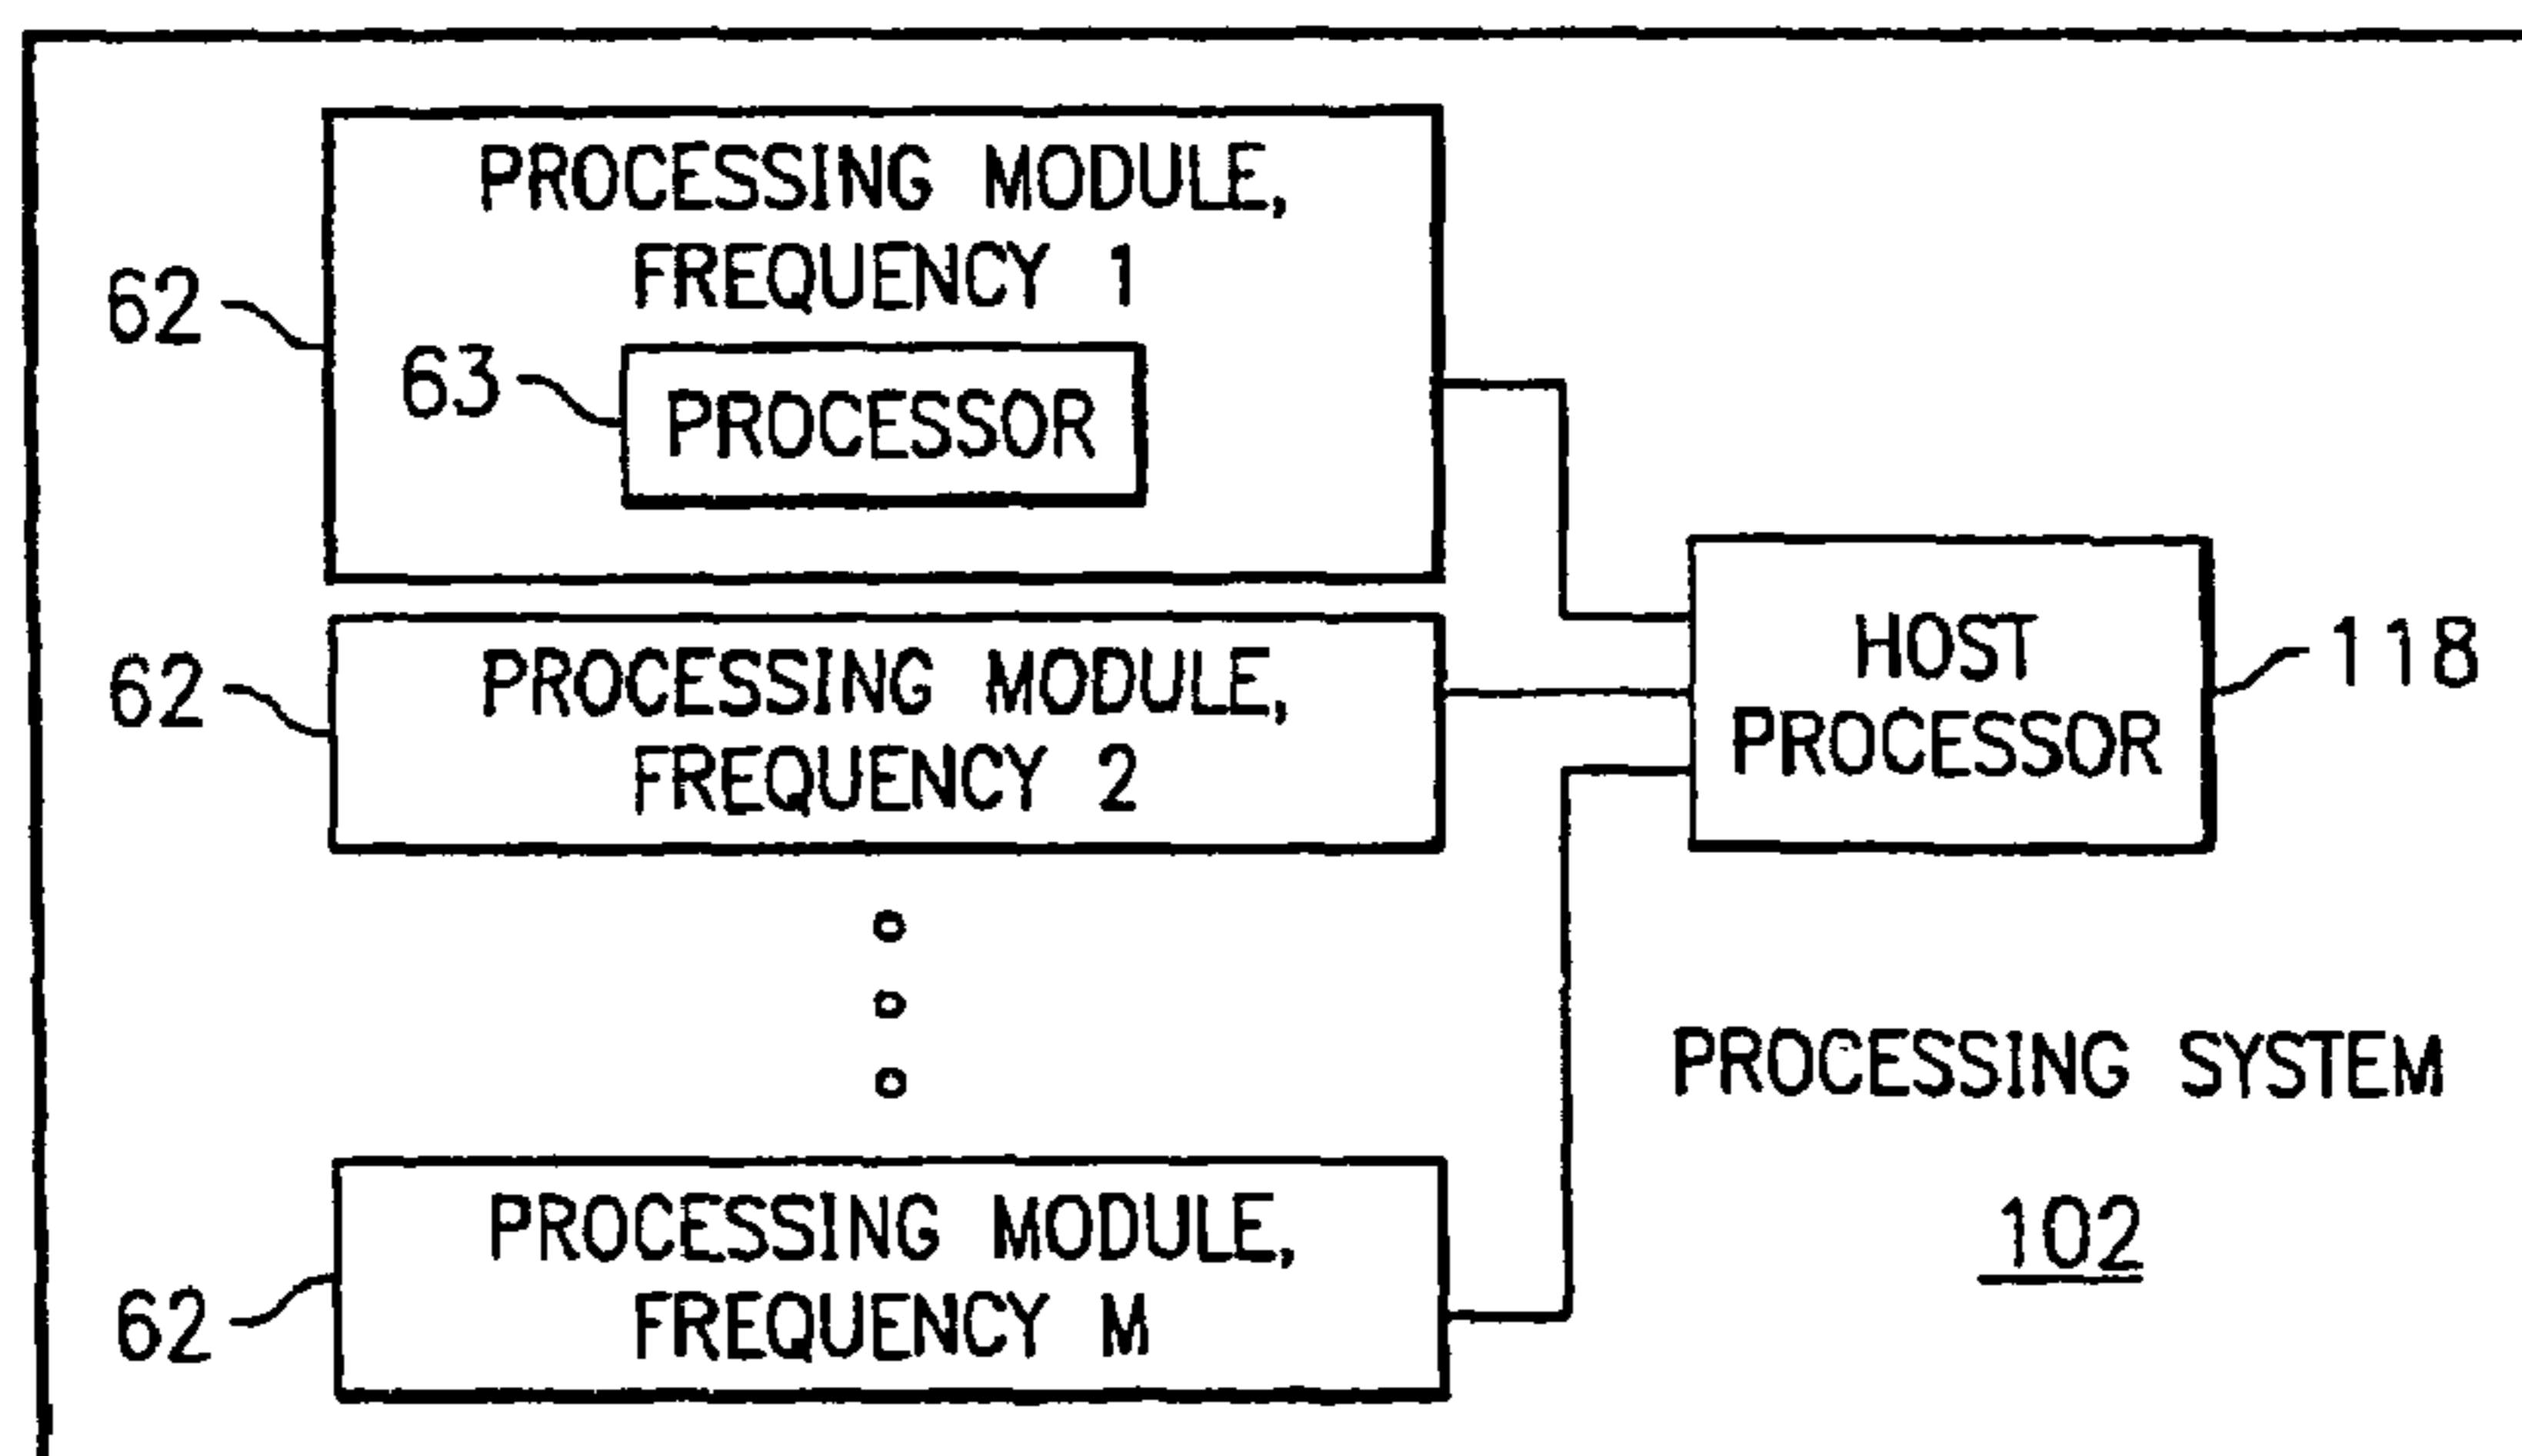 PROCESSING MODULE,
FREQUENCY 1
62
63
PROCESSOR
62
PROCESSING MODULE,
FREQUENCY 2
HOST
PROCESSOR
118
PROCESSING SYSTEM
102
PROCESSING MODULE,
FREQUENCY M
62